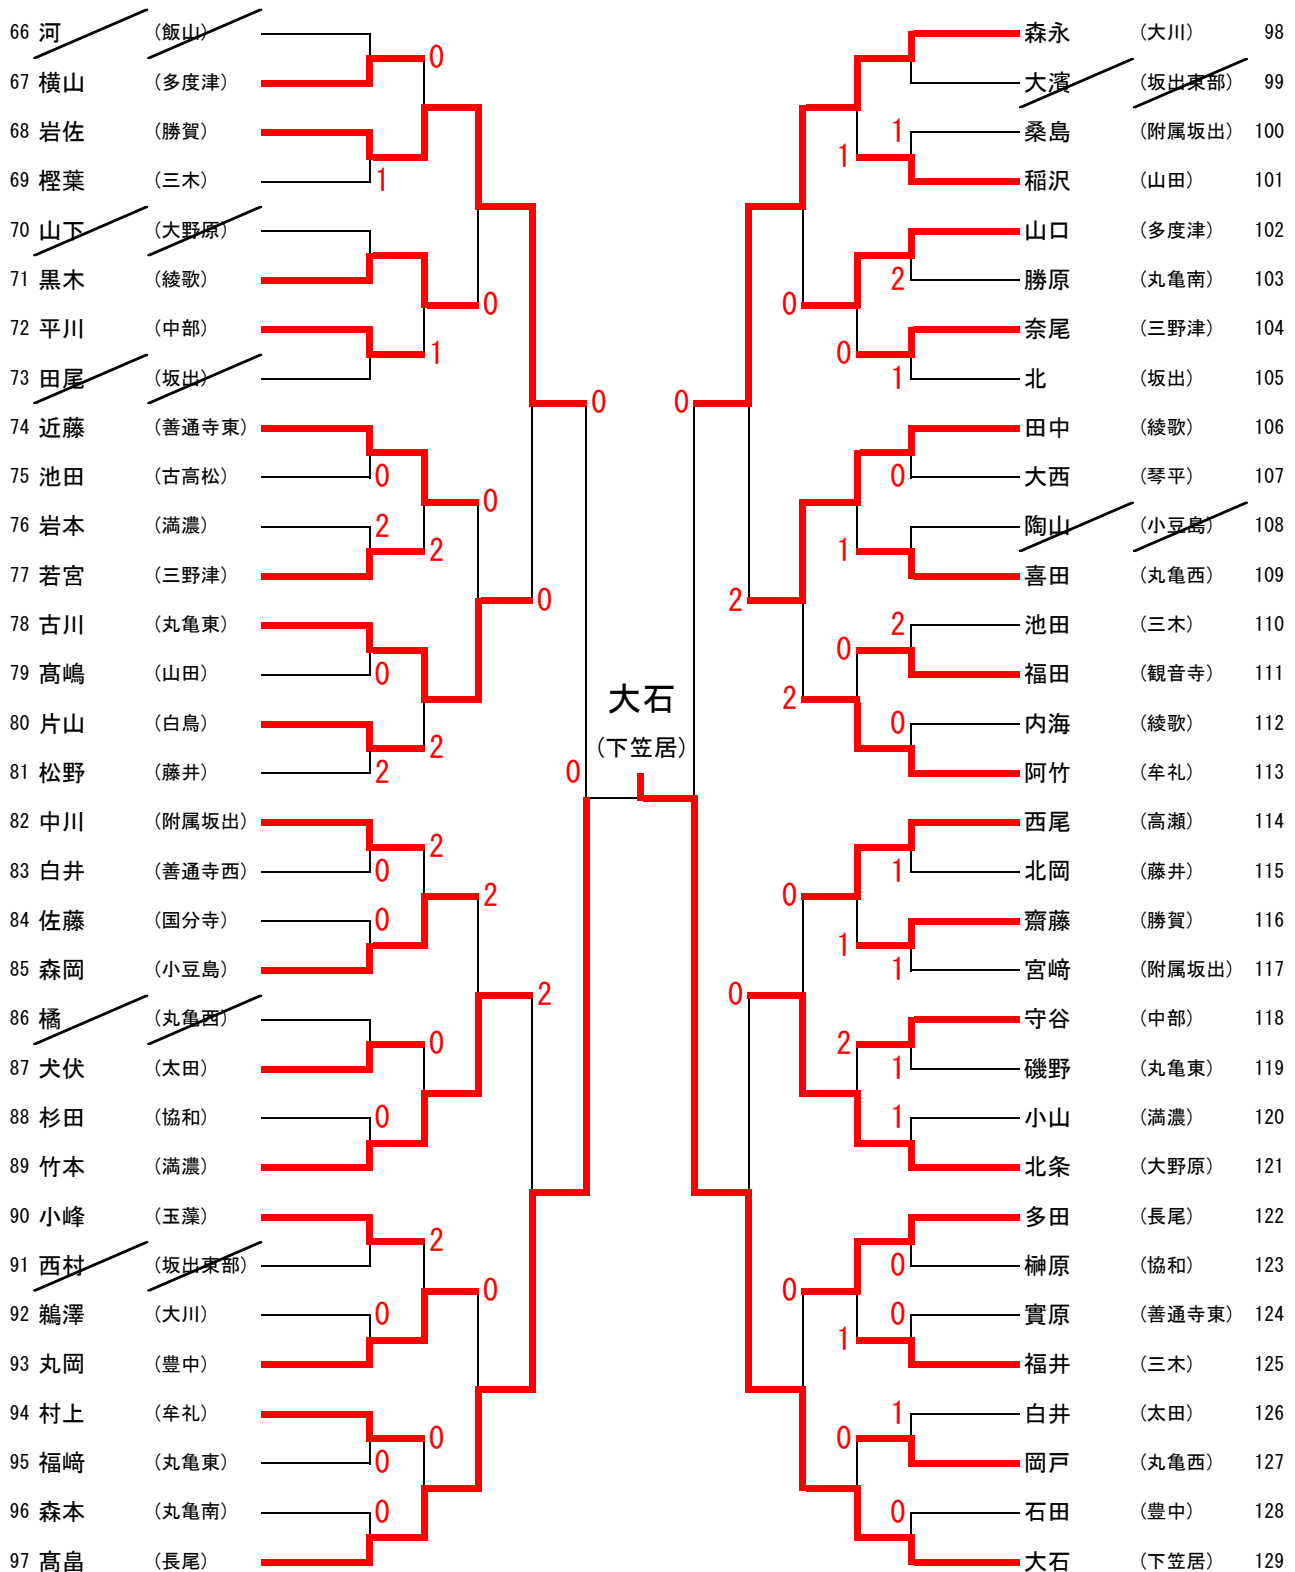 66 河 (飯山)
0
67 横山 (多度津)
68 岩佐 (勝賀)
69 樫葉 (三木)
1
70 山下 (大野原)
71 黒木 (綾歌)
0
72 平川 (中部)
1
73 田尾 (坂出)
0
74 近藤 (善通寺東)
75 池田 (古高松)
0
0
76 岩本 (満濃)
2
2
77 若宮 (三野津)
0
78 古川 (丸亀東)
79 髙嶋 (山田)
0
80 片山 (白鳥)
2
81 松野 (藤井)
2
0
82 中川 (附属坂出)
2
83 白井 (善通寺西)
0
2
84 佐藤 (国分寺)
0
85 森岡 (小豆島)
2
86 橘 (丸亀西)
0
87 犬伏 (太田)
88 杉田 (協和)
0
89 竹本 (満濃)
90 小峰 (玉藻)
2
91 西村 (坂出東部)
0
92 鵜澤 (大川)
0
93 丸岡 (豊中)
94 村上 (牟礼)
0
95 福﨑 (丸亀東)
0
96 森本 (丸亀南)
0
97 髙畠 (長尾)
大石
(下笠居)
森永 (大川) 98
大濱 (坂出東部) 99
1
桑島 (附属坂出) 100
1
稲沢 (山田) 101
山口 (多度津) 102
2
勝原 (丸亀南) 103
0
奈尾 (三野津) 104
0
1
北 (坂出) 105
0
田中 (綾歌) 106
0
大西 (琴平) 107
陶山 (小豆島) 108
1
喜田 (丸亀西) 109
2
2
池田 (三木) 110
0
福田 (観音寺) 111
2
0
内海 (綾歌) 112
阿竹 (牟礼) 113
西尾 (高瀬) 114
1
北岡 (藤井) 115
0
齋藤 (勝賀) 116
1
1
宮﨑 (附属坂出) 117
0
守谷 (中部) 118
2
1
磯野 (丸亀東) 119
1
小山 (満濃) 120
北条 (大野原) 121
多田 (長尾) 122
0
榊原 (協和) 123
0
0
實原 (善通寺東) 124
1
福井 (三木) 125
1
白井 (太田) 126
0
岡戸 (丸亀西) 127
0
石田 (豊中) 128
大石 (下笠居) 129